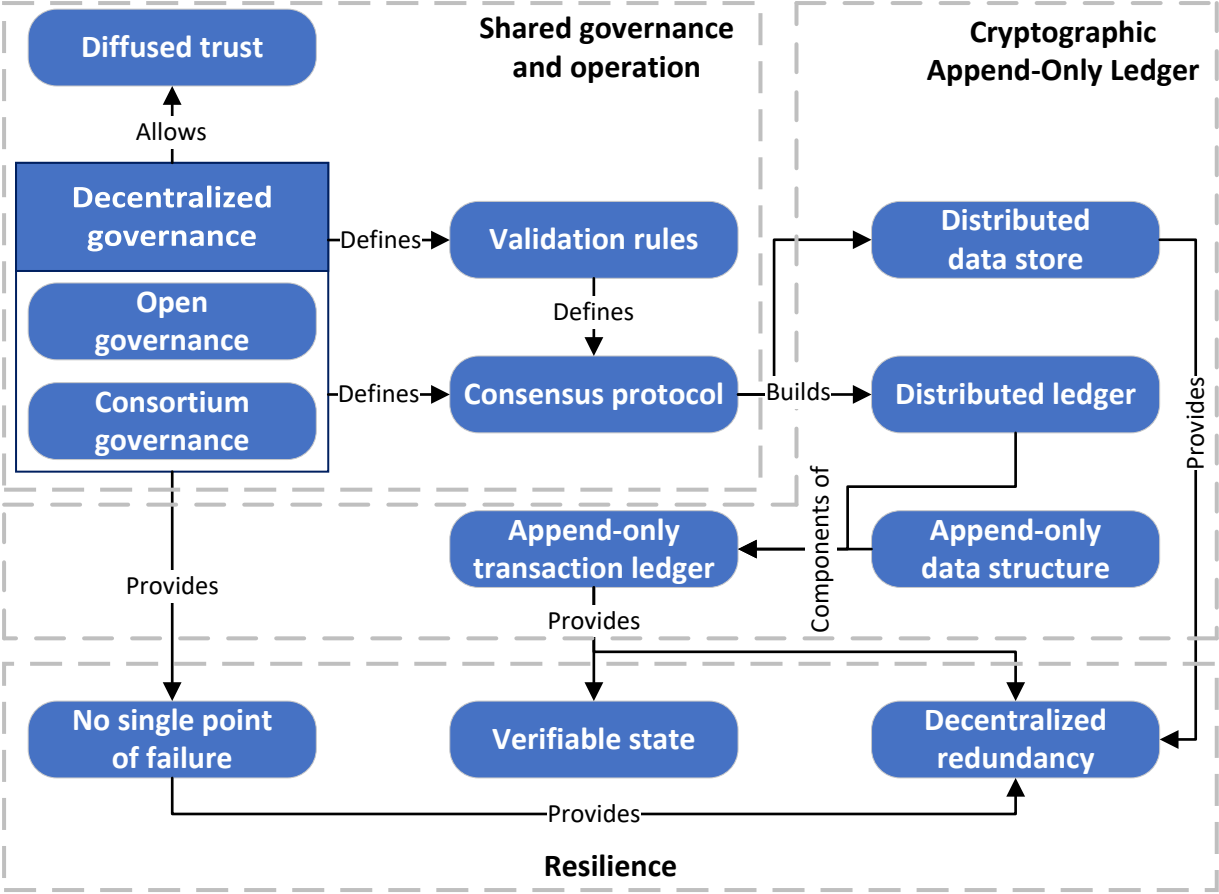 Diffused trust
Shared governance
and operation
Cryptographic
Append-Only Ledger
Allows
Decentralized
governance
Defines
Validation rules
Distributed
data store
Open
governance
Defines
Consortium
governance
Defines
Consensus protocol
Builds
Distributed ledger
Provides
Components of
Append-only
transaction ledger
Append-only
data structure
Provides
Provides
No single point
of failure
Verifiable state
Decentralized
redundancy
Provides
Resilience